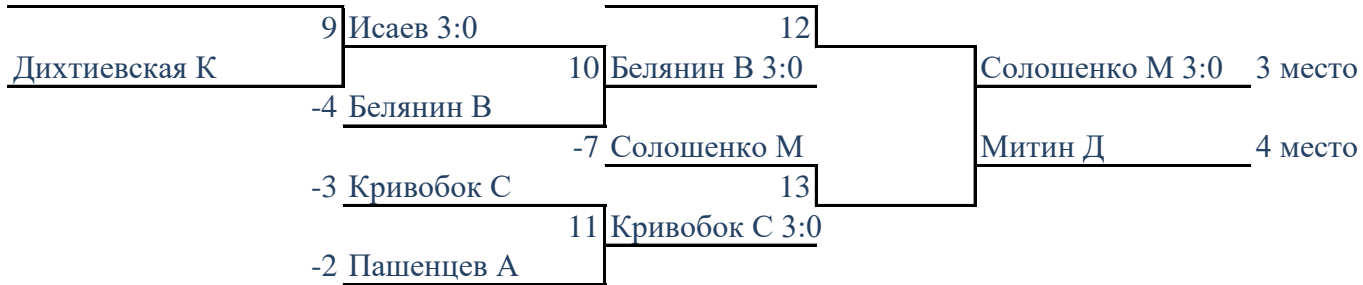 9 Исаев 3:0 12
Дихтиевская К 10 Белянин В 3:0 Солошенко М 3:0 3 место
-4 Белянин В
-7 Солошенко М Митин Д 4 место
-3 Кривобок С 13
11 Кривобок С 3:0
-2 Пашенцев А